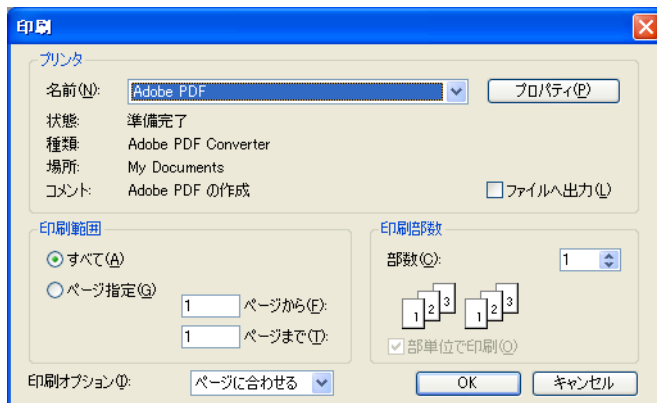 印刷
プリンタ
名前(N): Adobe PDF プロパティ(P)
状態: 準備完了
種類: Adobe PDF Converter
場所: My Documents
コメント: Adobe PDF の作成 ファイルへ出力(L)
印刷範囲
すべて(A)
ページ指定(G)
1 ページから(F):
1 ページまで(T):
印刷部数
部数(C): 1
1 2 3 1 2 3
部単位で印刷(O)
印刷オプション(I): ページに合わせる OK キャンセル